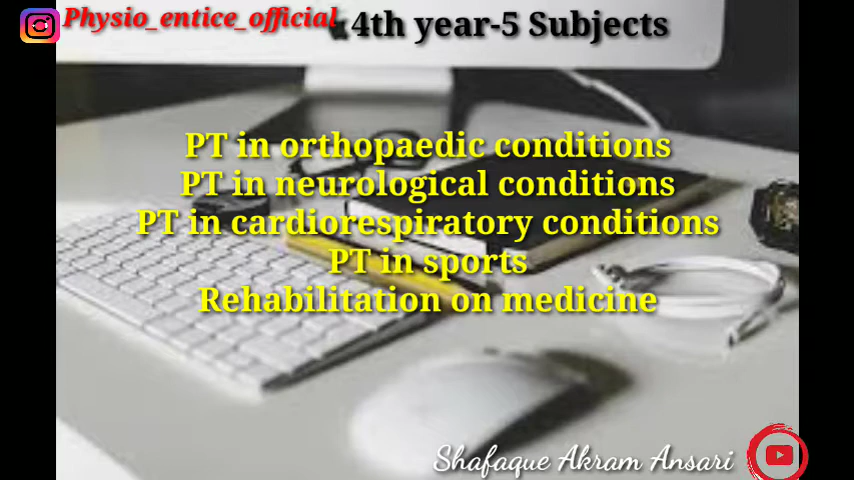 Physio_entice_official
4th year-5 Subjects
PT in orthopaedic conditions
PT in neurological conditions
PT in cardiorespiratory conditions
PT in sports
Rehabilitation on medicine
Shafaque Akram Ansari